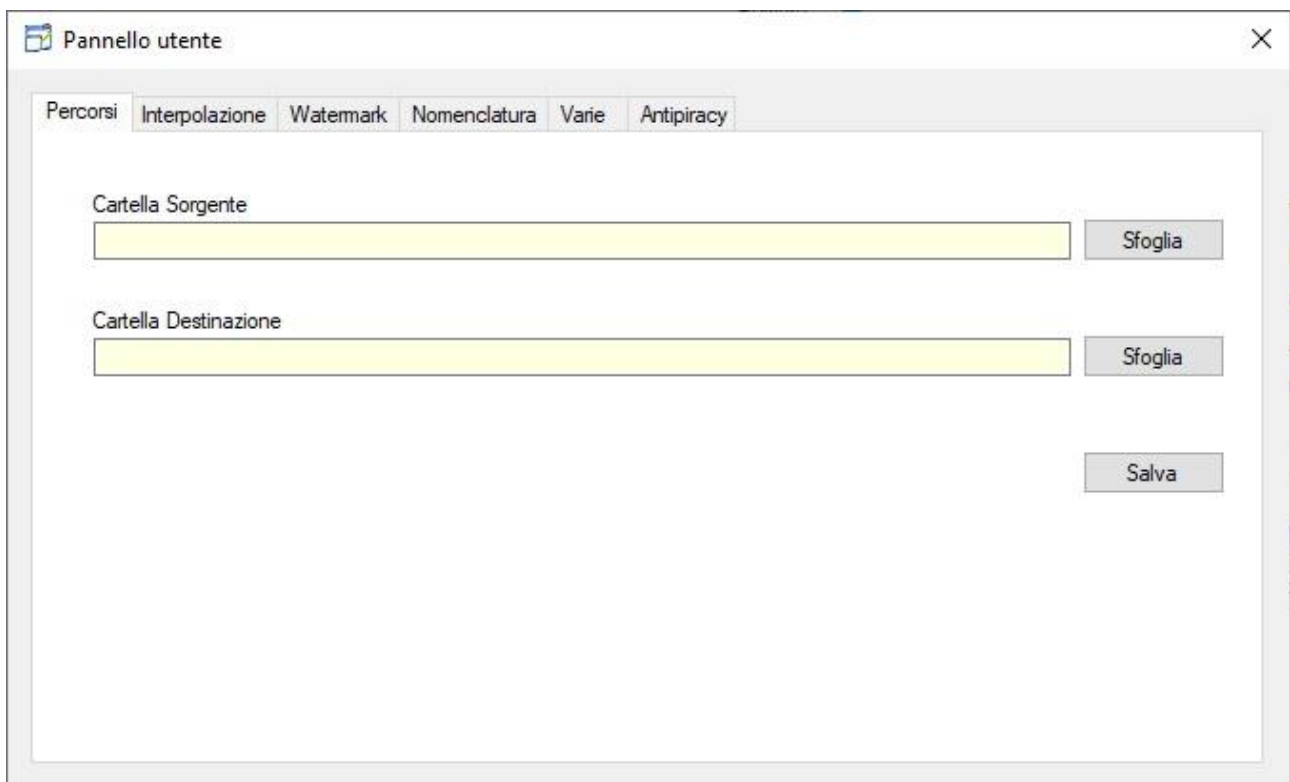 Pannello utente
Percorsi Interpolazione Watermark Nomenclatura Varie Antipiracy
Cartella Sorgente
Sfoglia
Cartella Destinazione
Sfoglia
Salva